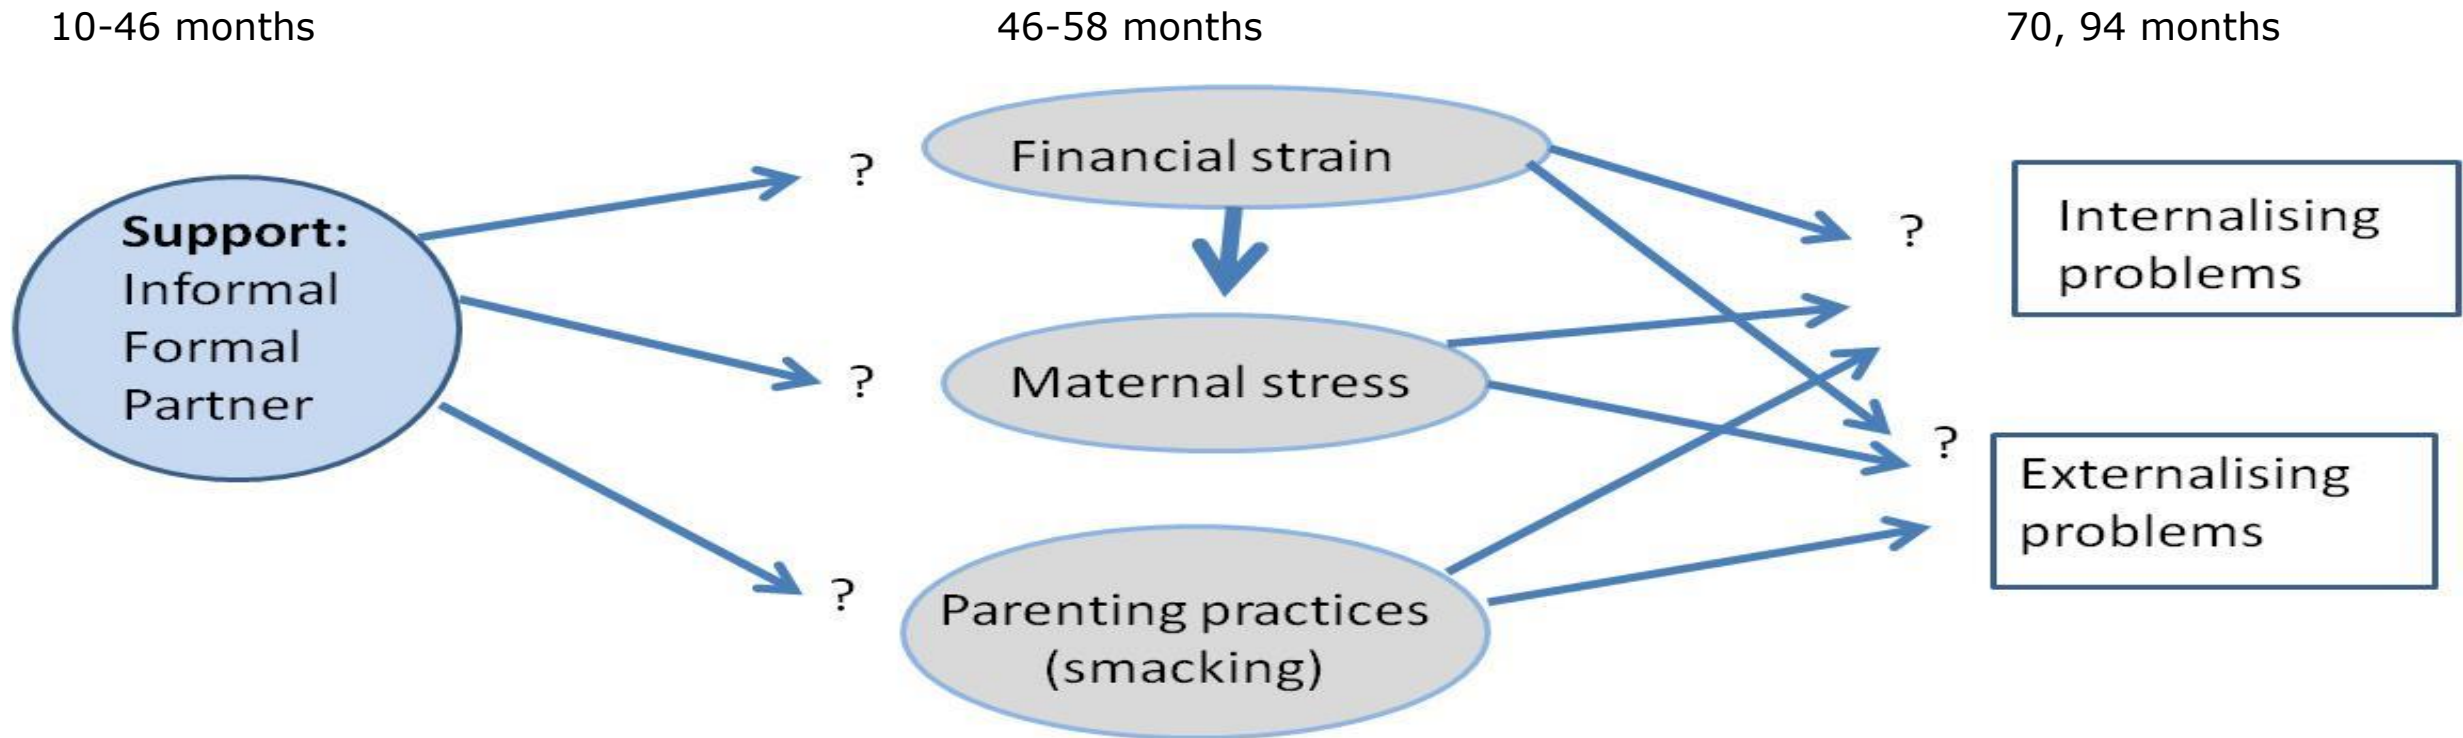 10-46 months
46-58 months
70, 94 months
Support:
Informal
Formal
Partner
?
?
?
Financial strain
Maternal stress
Parenting practices
(smacking)
?
?
Internalising
problems
Externalising
problems